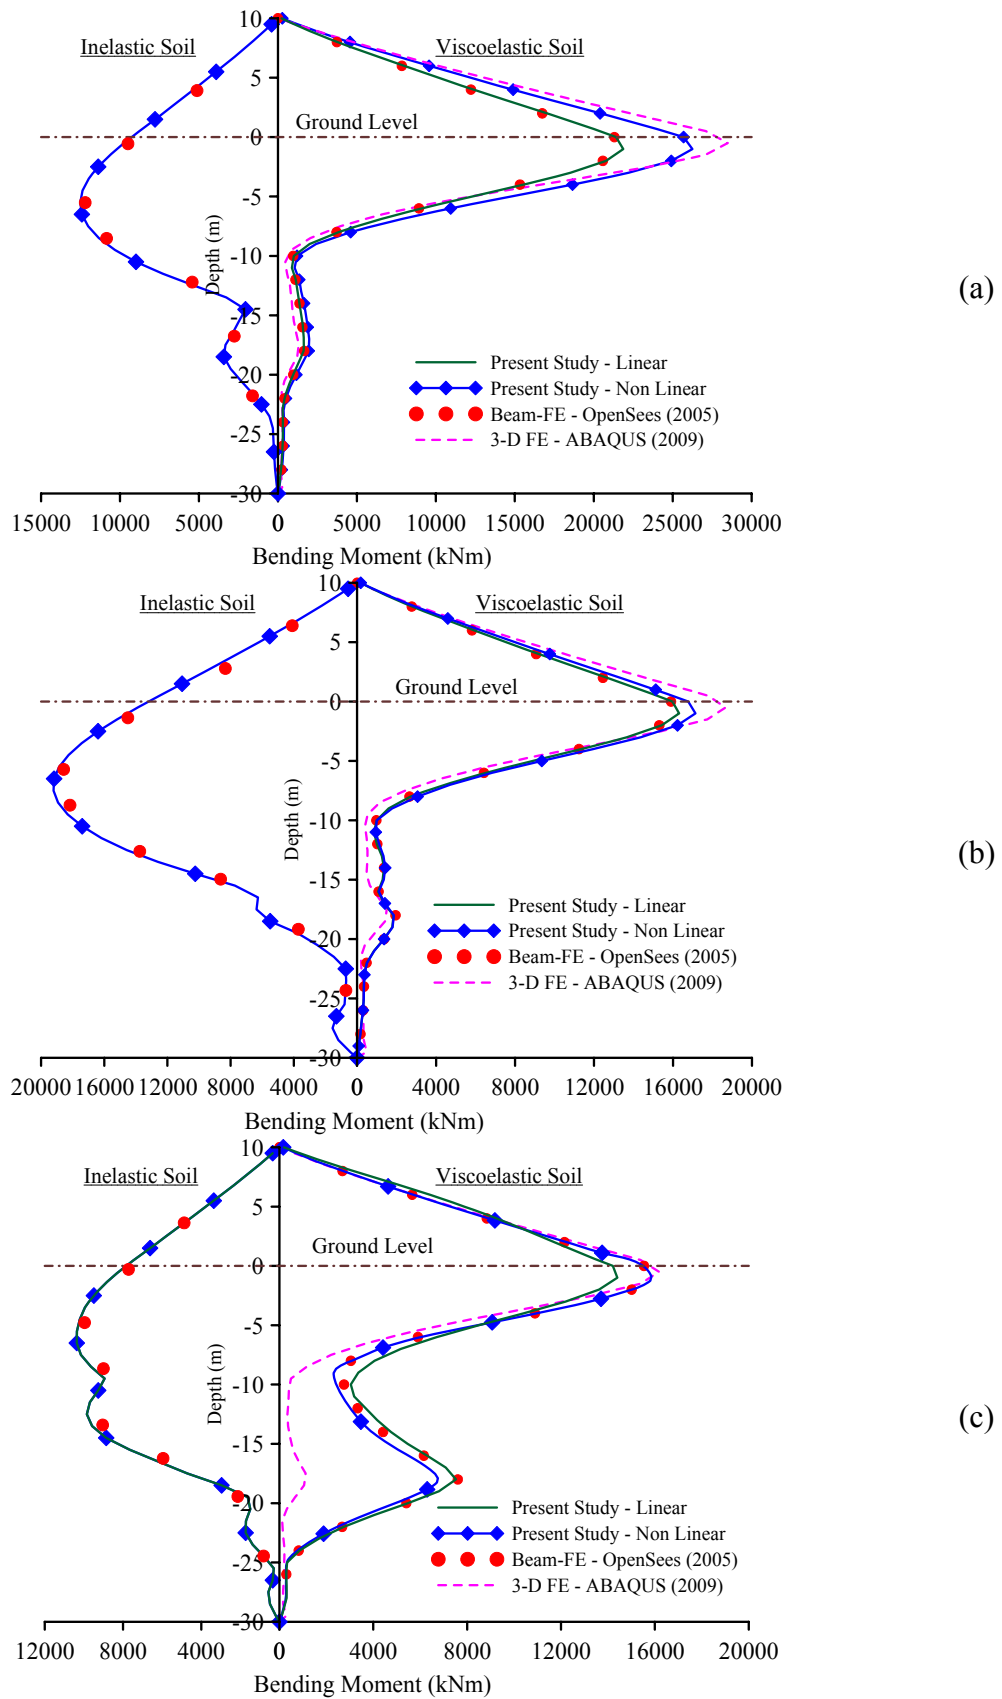 10
Inelastic Soil
Viscoelastic Soil
5
Ground Level
0
-5
Depth (m)
-10
(a)
-15
Present Study - Linear
-20
Present Study - Non Linear
Beam-FE - OpenSees (2005)
-25
3-D FE - ABAQUS (2009)
-30
15000 10000 5000 0 0 5000 10000 15000 20000 25000 30000
Bending Moment (kNm)
10
Inelastic Soil
Viscoelastic Soil
5
Ground Level
0
-5
Depth (m)
-10
(b)
-15
Present Study - Linear
-20
Present Study - Non Linear
Beam-FE - OpenSees (2005)
-25
3-D FE - ABAQUS (2009)
-30
20000 16000 12000 8000 4000 0 4000 8000 12000 16000 20000
Bending Moment (kNm)
10
Inelastic Soil
Viscoelastic Soil
5
Ground Level
0
-5
Depth (m)
-10
(c)
-15
-20
Present Study - Linear
Present Study - Non Linear
Beam-FE - OpenSees (2005)
-25
3-D FE - ABAQUS (2009)
-30
12000 8000 4000 0 4000 8000 12000 16000 20000
Bending Moment (kNm)